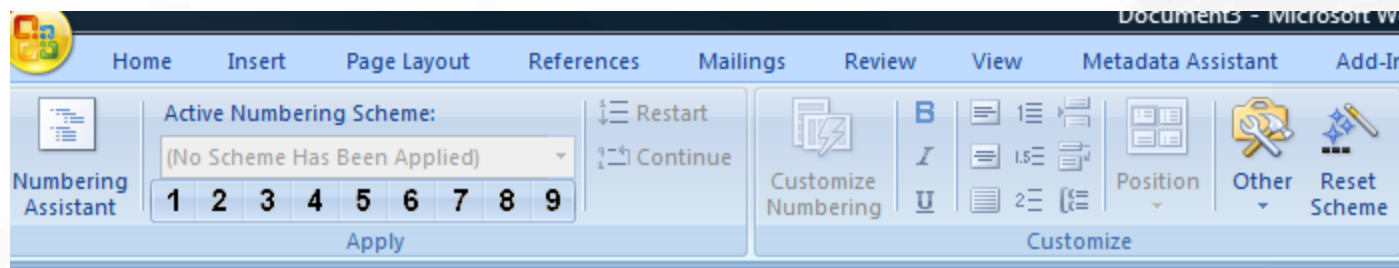 Document3 - Microsoft W
Home Insert Page Layout References Mailings Review View Metadata Assistant Add-In
Numbering
Assistant
Active Numbering Scheme:
(No Scheme Has Been Applied)
1 2 3 4 5 6 7 8 9
Restart
Continue
Apply
Customize
Numbering
B
I
U
1
1.5
2
Position
Other
Reset
Scheme
Customize